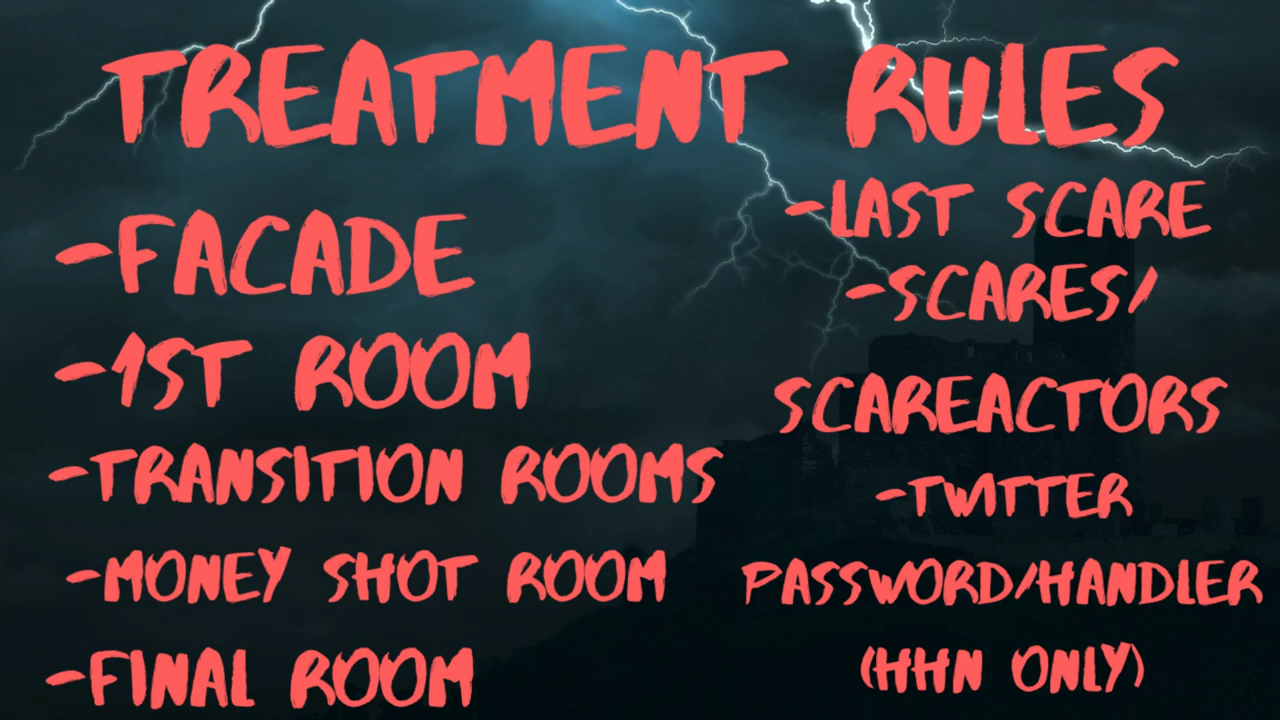 TREATMENT RULES
-FACADE
-1ST ROOM
-TRANSITION ROOMS
-MONEY SHOT ROOM
-FINAL ROOM
-LAST SCARE
-SCARES/
SCAREACTORS
-TWITTER
PASSWORD/HANDLER
(HHN ONLY)